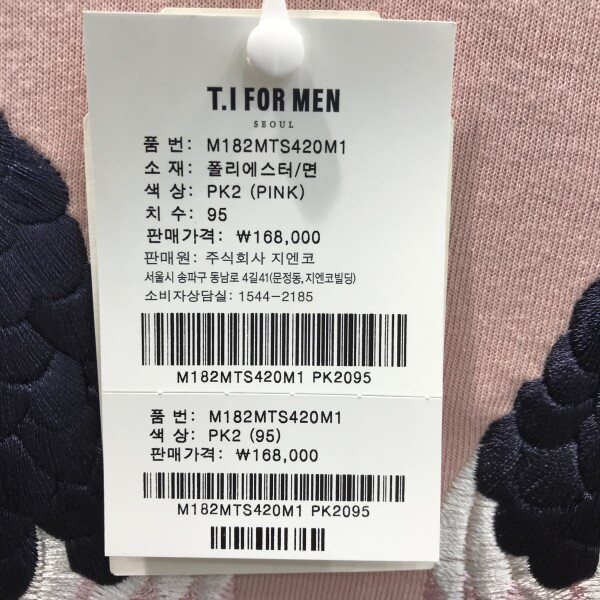 T.I FOR MEN
SEOUL
품 번: M182MTS420M1
소 재: 폴리에스터/면
색 상: PK2 (PINK)
치 수: 95
판매가격: ₩168,000
판매원: 주식회사 지엔코
서울시 송파구 동남로 4길41(문정동,지엔코빌딩)
소비자상담실: 1544-2185
M182MTS420M1 PK2095
품 번: M182MTS420M1
색 상: PK2 (95)
판매가격: ₩168,000
M182MTS420M1 PK2095